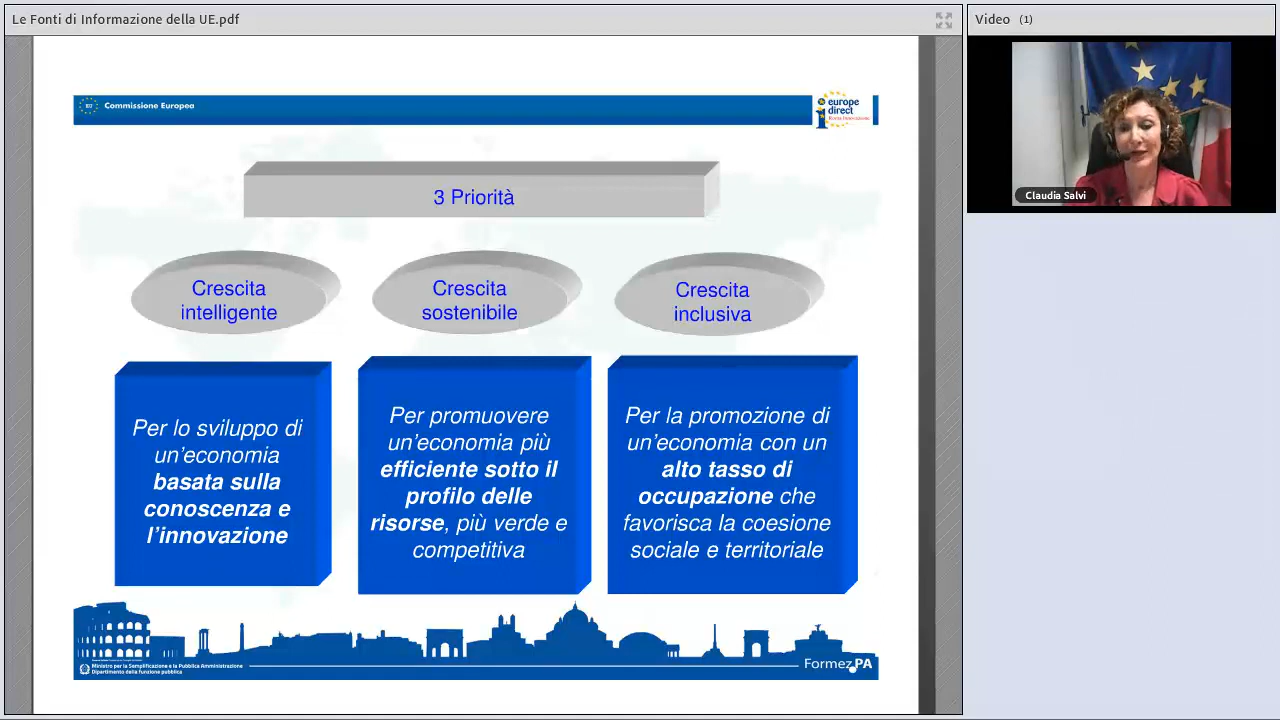 Le Fonti di Informazione della UE.pdf
Video (1)
Commissione Europea
europe
direct
Claudia Salvi
3 Priorità
Crescita
intelligente
Crescita
sostenibile
Crescita
inclusiva
Per lo sviluppo di
un'economia
basata sulla
conoscenza e
l'innovazione
Per promuovere
un'economia più
efficiente sotto il
profilo delle
risorse, più verde e
competitiva
Per la promozione di
un'economia con un
alto tasso di
occupazione che
favorisca la coesione
sociale e territoriale
Ministro per la Semplificazione e la Pubblica Amministrazione
Dipartimento della funzione pubblica
FormezPA